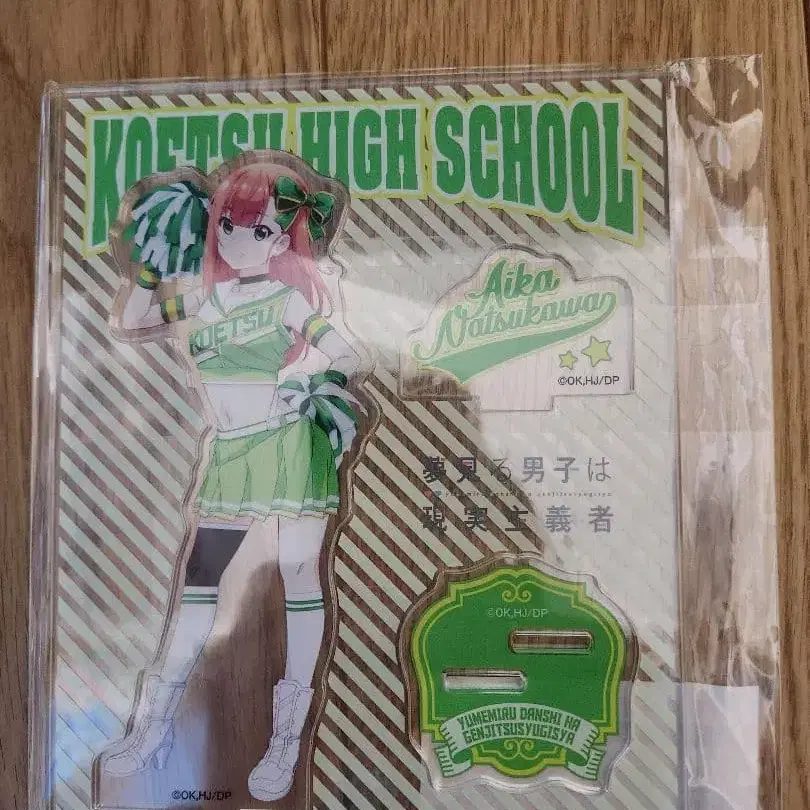 KOETSU HIGH SCHOOL
KOETSU
Aika
Natsukawa
©OK,HJ/DP
夢見る男子は
現実主義者
©OK,HJ/DP
YUMEMIRU DANSHI HA
GENJITSUSYUGISYA
©OK,HJ/DP